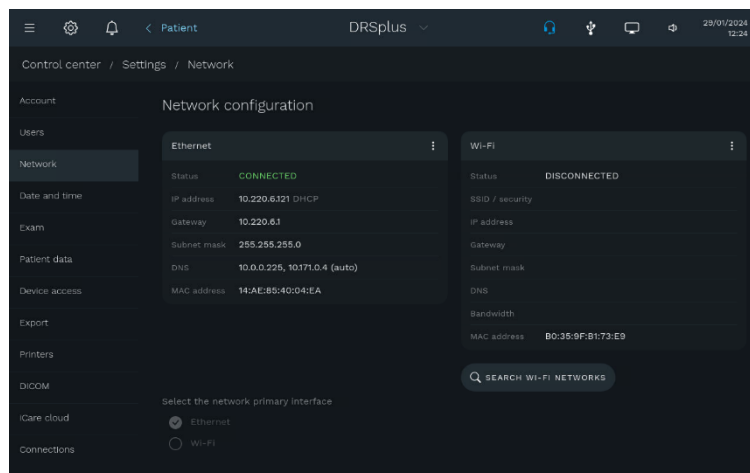 Patient
DRSplus
29/01/2024
12:24
Control center / Settings / Network
Account
Users
Network
Date and time
Exam
Patient data
Device access
Export
Printers
DICOM
iCare cloud
Connections
Network configuration
Ethernet
Status CONNECTED
IP address 10.220.6.121 DHCP
Gateway 10.220.6.1
Subnet mask 255.255.255.0
DNS 10.0.0.225, 10.171.0.4 (auto)
MAC address 14:AE:85:40:04:EA
Wi-Fi
Status DISCONNECTED
SSID / security
IP address
Gateway
Subnet mask
DNS
Bandwidth
MAC address B0:35:9F:B1:73:E9
SEARCH WI-FI NETWORKS
Select the network primary interface
Ethernet
Wi-Fi